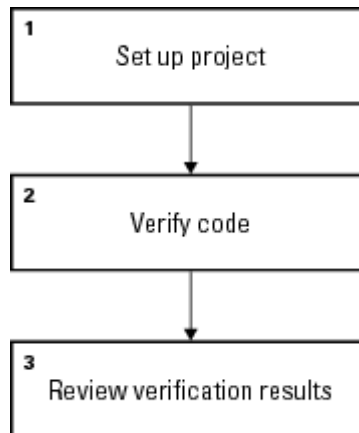 1
Set up project
2
Verify code
3
Review verification results